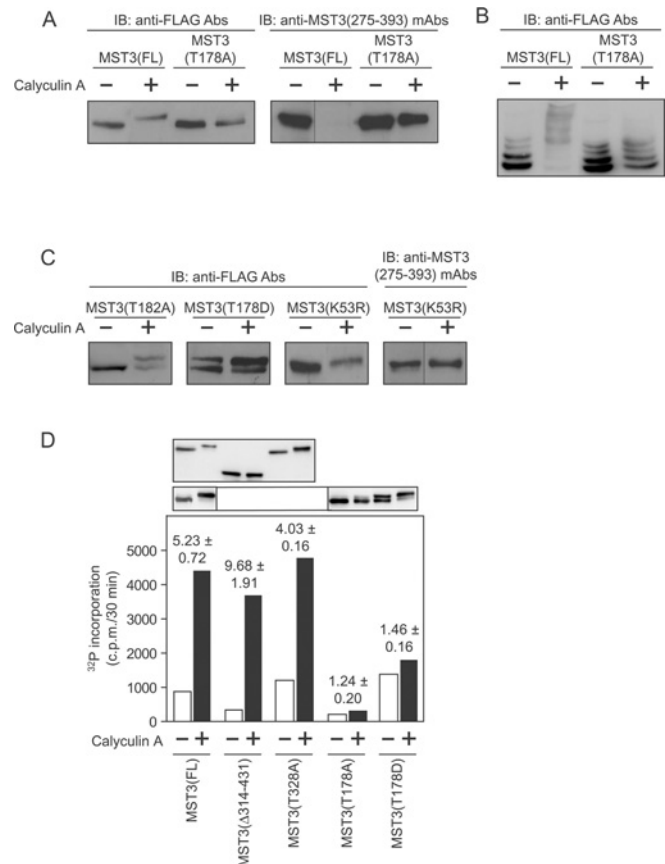 A
IB: anti-FLAG Abs
IB: anti-MST3(275-393) mAbs
MST3(FL)
MST3
(T178A)
MST3(FL)
MST3
(T178A)
Calyculin A
− + − + − + − +
B
IB: anti-FLAG Abs
MST3(FL)
MST3
(T178A)
− + − +
C
IB: anti-FLAG Abs
IB: anti-MST3
(275-393) mAbs
MST3(T182A)
MST3(T178D)
MST3(K53R)
MST3(K53R)
Calyculin A
− + − + − + − +
D
32P incorporation
(c.p.m./30 min)
5000
4000
3000
2000
1000
0
5.23 ±
0.72
9.68 ±
1.91
4.03 ±
0.16
1.24 ±
0.20
1.46 ±
0.16
Calyculin A
− + − + − + − + − +
MST3(FL)
MST3(Δ314-431)
MST3(T328A)
MST3(T178A)
MST3(T178D)